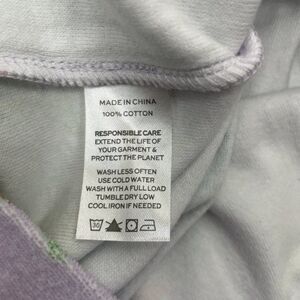 MADE IN CHINA
100% COTTON
RESPONSIBLE CARE
EXTEND THE LIFE OF
YOUR GARMENT &
PROTECT THE PLANET
WASH LESS OFTEN
USE COLD WATER
WASH WITH A FULL LOAD
TUMBLE DRY LOW
COOL IRON IF NEEDED
30